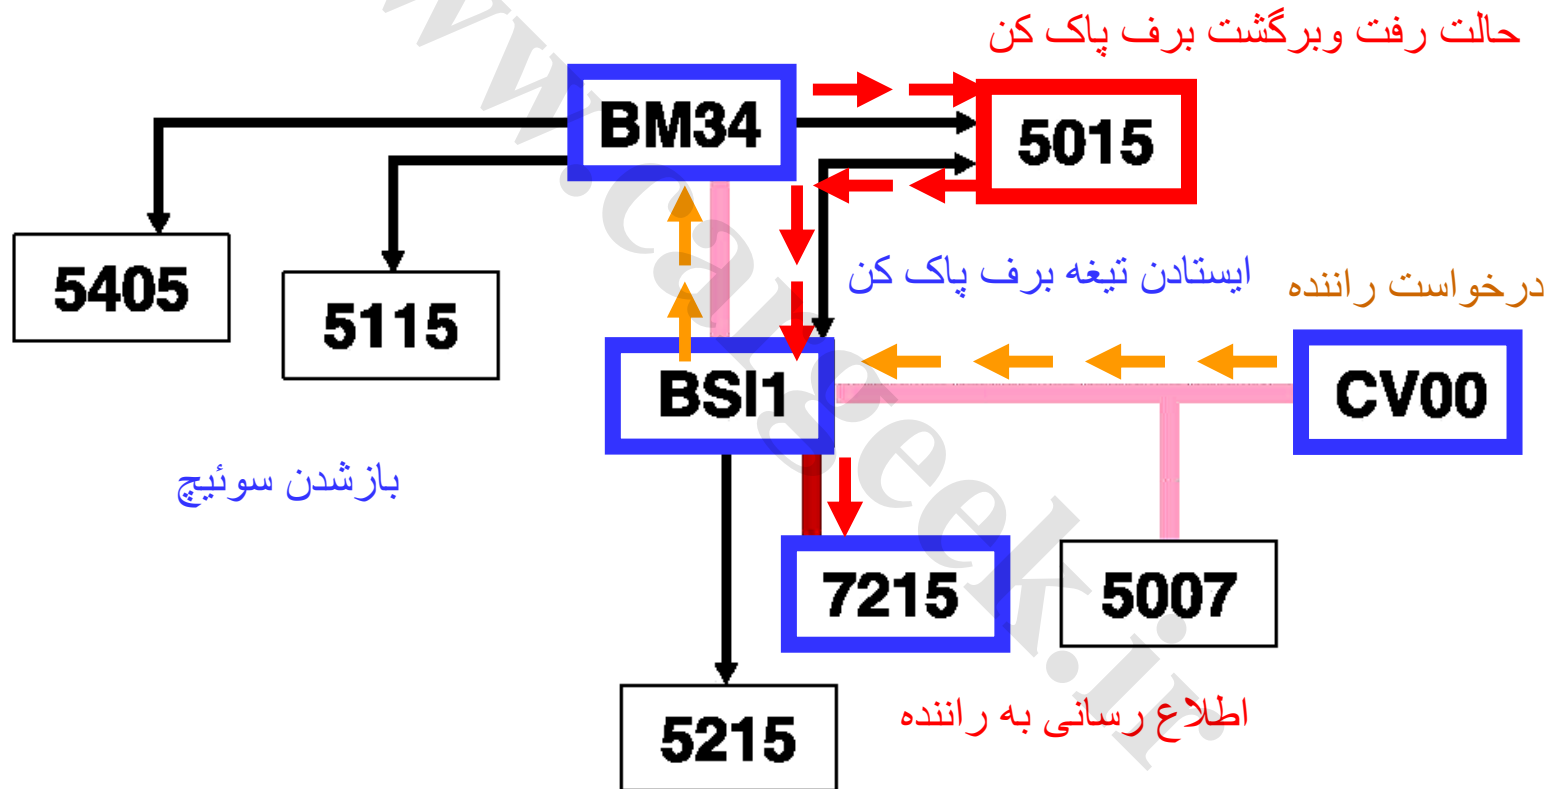 حالت رفت وبرگشت برف پاک کن
BM34
5015
5405
5115
ایستادن تیغه برف پاک کن
درخواست راننده
BSI1
CV00
بازشدن سوئیچ
7215
5007
اطلاع رسانی به راننده
5215
www.cargeek.ir